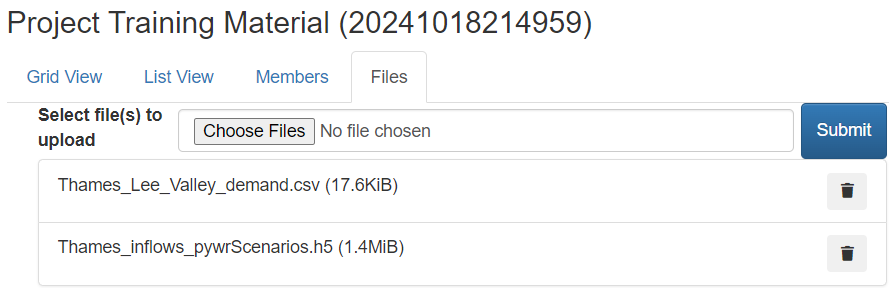 Project Training Material (20241018214959)
Grid View List View Members Files
Select file(s) to upload
Choose Files No file chosen
Submit
Thames_Lee_Valley_demand.csv (17.6KiB)
Thames_inflows_pywrScenarios.h5 (1.4MiB)